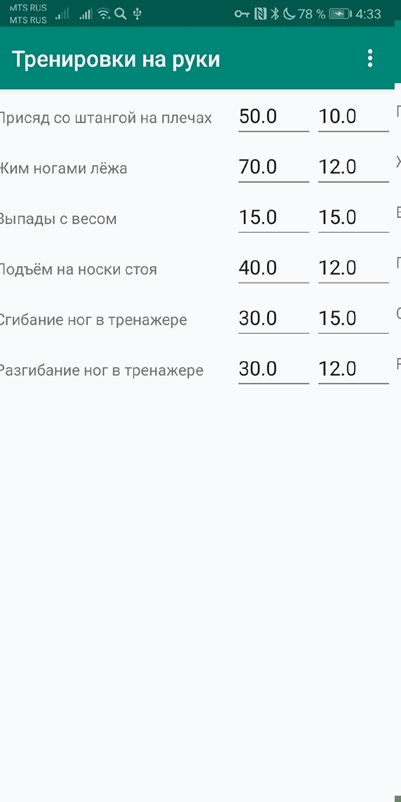 MTS RUS
MTS RUS
78 %
4:33
Тренировки на руки
Присяд со штангой на плечах 50.0 10.0
Жим ногами лёжа 70.0 12.0
Выпады с весом 15.0 15.0
Подъём на носки стоя 40.0 12.0
Сгибание ног в тренажере 30.0 15.0
Разгибание ног в тренажере 30.0 12.0